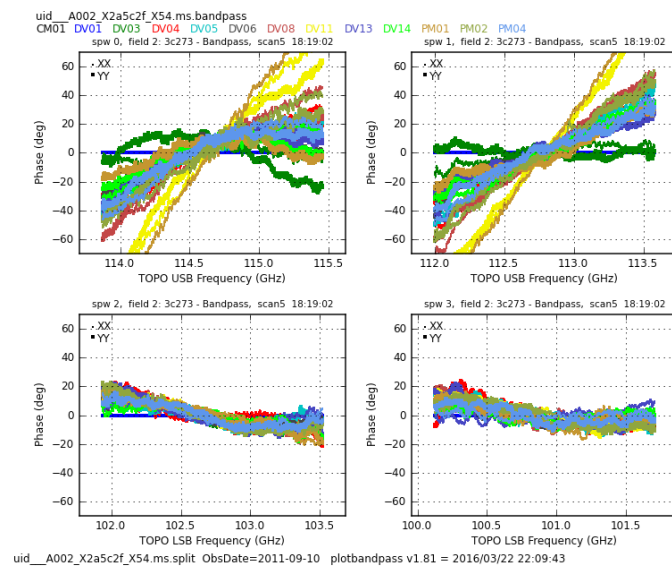 uid___A002_X2a5c2f_X54.ms.bandpass
CM01 DV01 DV03 DV04 DV05 DV06 DV08 DV11 DV13 DV14 PM01 PM02 PM04
spw 0, field 2: 3c273 - Bandpass, scan5 18:19:02
spw 1, field 2: 3c273 - Bandpass, scan5 18:19:02
XX
YY
60
40
20
0
−20
−40
−60
Phase (deg)
114.0 114.5 115.0 115.5
TOPO USB Frequency (GHz)
XX
YY
60
40
20
0
−20
−40
−60
Phase (deg)
112.0 112.5 113.0 113.5
TOPO USB Frequency (GHz)
spw 2, field 2: 3c273 - Bandpass, scan5 18:19:02
spw 3, field 2: 3c273 - Bandpass, scan5 18:19:02
XX
YY
60
40
20
0
−20
−40
−60
Phase (deg)
102.0 102.5 103.0 103.5
TOPO LSB Frequency (GHz)
XX
YY
60
40
20
0
−20
−40
−60
Phase (deg)
100.0 100.5 101.0 101.5
TOPO LSB Frequency (GHz)
uid___A002_X2a5c2f_X54.ms.split ObsDate=2011-09-10 plotbandpass v1.81 = 2016/03/22 22:09:43